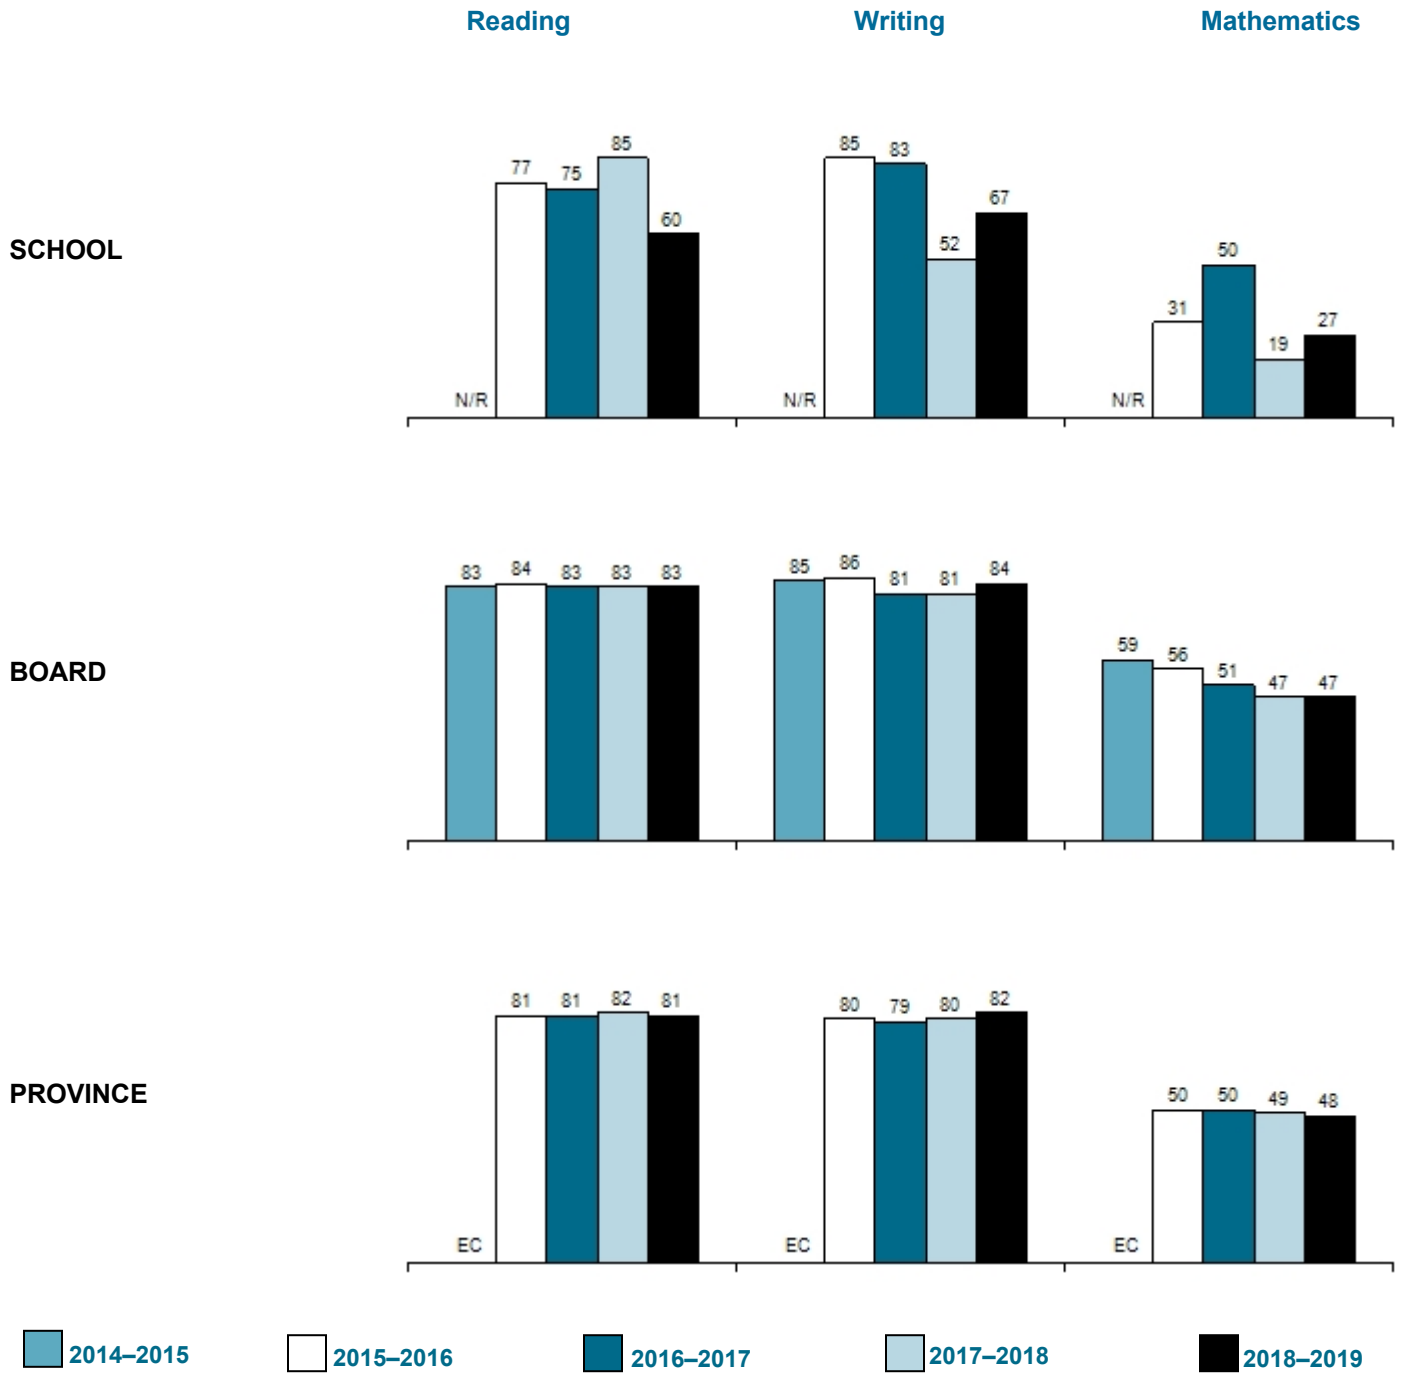 Reading Writing Mathematics
SCHOOL
N/R 77 75 85 60
N/R 85 83 52 67
N/R 31 50 19 27
BOARD
83 84 83 83 83
85 86 81 81 84
59 56 51 47 47
PROVINCE
EC 81 81 82 81
EC 80 79 80 82
EC 50 50 49 48
2014–2015 2015–2016 2016–2017 2017–2018 2018–2019